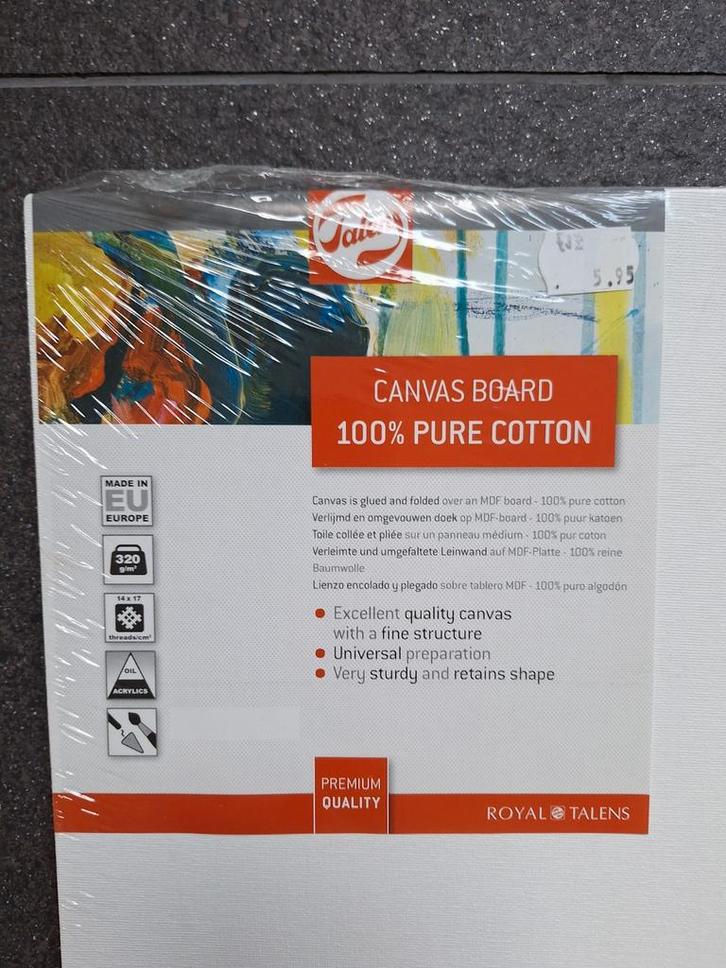 Talens
5.95
CANVAS BOARD
100% PURE COTTON
MADE IN
EU
EUROPE
320
g/m²
14 x 17
threads/cm²
OIL
ACRYLICS
Canvas is glued and folded over an MDF board - 100% pure cotton
Verlijmd en omgevouwen doek op MDF-board - 100% puur katoen
Toile collée et pliée sur un panneau médium - 100% pur coton
Verleimte und umgefaltete Leinwand auf MDF-Platte - 100% reine
Baumwolle
Lienzo encolado y plegado sobre tablero MDF - 100% puro algodón
• Excellent quality canvas
with a fine structure
• Universal preparation
• Very sturdy and retains shape
PREMIUM
QUALITY
ROYAL TALENS